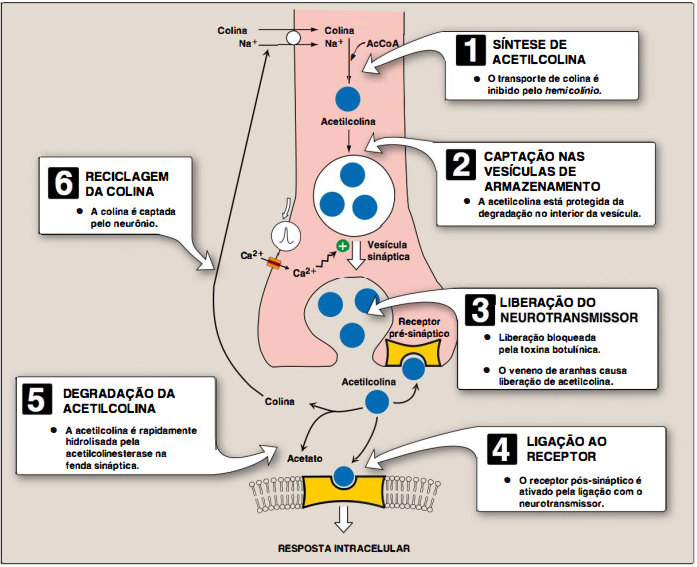 Colina Colina
Na+ Na+ AcCoA
Acetilcolina
1 SÍNTESE DE
ACETILCOLINA
• O transporte de colina é
inibido pelo hemicolínio.
2 CAPTAÇÃO NAS
VESÍCULAS DE
ARMAZENAMENTO
• A acetilcolina está protegida da
degradação no interior da vesícula.
6 RECICLAGEM
DA COLINA
• A colina é captada
pelo neurônio.
Ca2+
Ca2+
+
Vesícula
sináptica
3 LIBERAÇÃO DO
NEUROTRANSMISSOR
• Liberação bloqueada
pela toxina botulínica.
• O veneno de aranhas causa
liberação de acetilcolina.
Receptor
pré-sináptico
Acetilcolina
Colina
Acetato
5 DEGRADAÇÃO DA
ACETILCOLINA
• A acetilcolina é rapidamente
hidrolisada pela
acetilcolinesterase na
fenda sináptica.
4 LIGAÇÃO AO
RECEPTOR
• O receptor pós-sináptico é
ativado pela ligação com o
neurotransmissor.
RESPOSTA INTRACELULAR